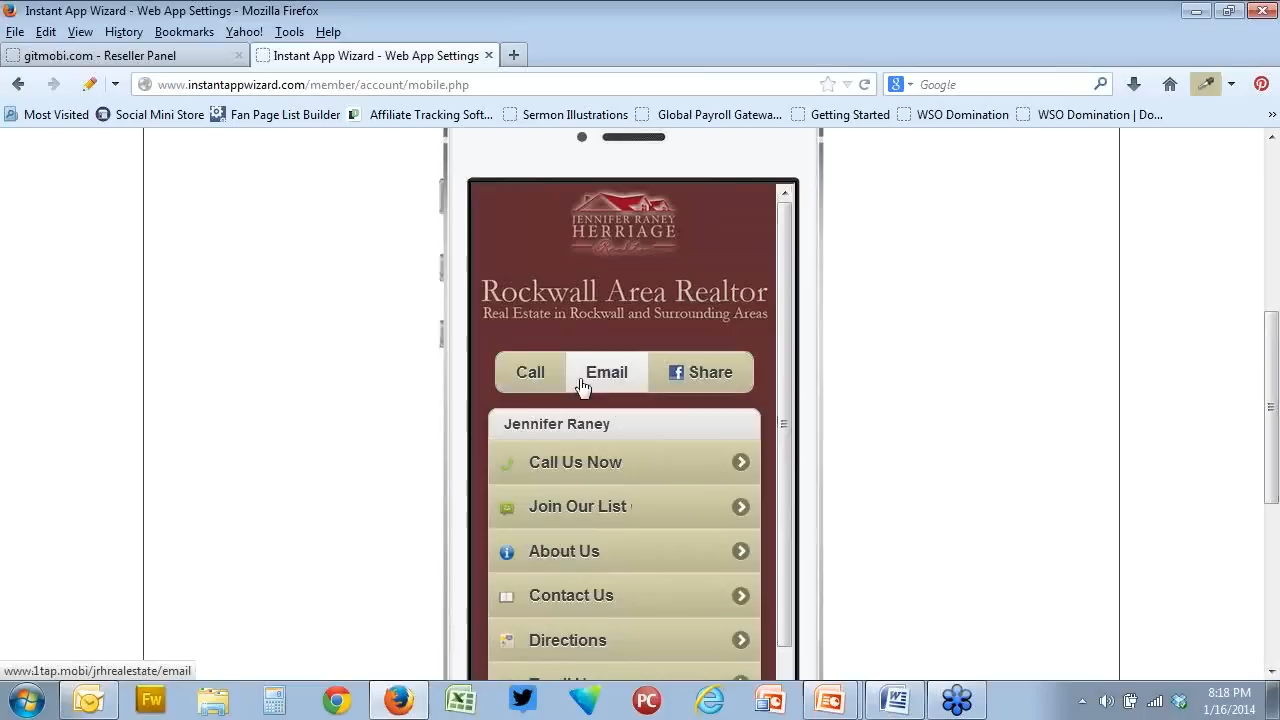 Instant App Wizard - Web App Settings - Mozilla Firefox
File Edit View History Bookmarks Yahoo! Tools Help
gitmobi.com - Reseller Panel × Instant App Wizard - Web App Settings × +
www.instantappwizard.com/member/account/mobile.php Google
Most Visited Social Mini Store Fan Page List Builder Affiliate Tracking Soft... Sermon Illustrations Global Payroll Gatewa... Getting Started WSO Domination WSO Domination | Do... »
JENNIFER RANEY
HERRIAGE
Realtor
Rockwall Area Realtor
Real Estate in Rockwall and Surrounding Areas
Call Email Share
Jennifer Raney
Call Us Now
Join Our List
About Us
Contact Us
Directions
www.1tap.mobi/jrhrealestate/email
Fw PC
8:18 PM
1/16/2014